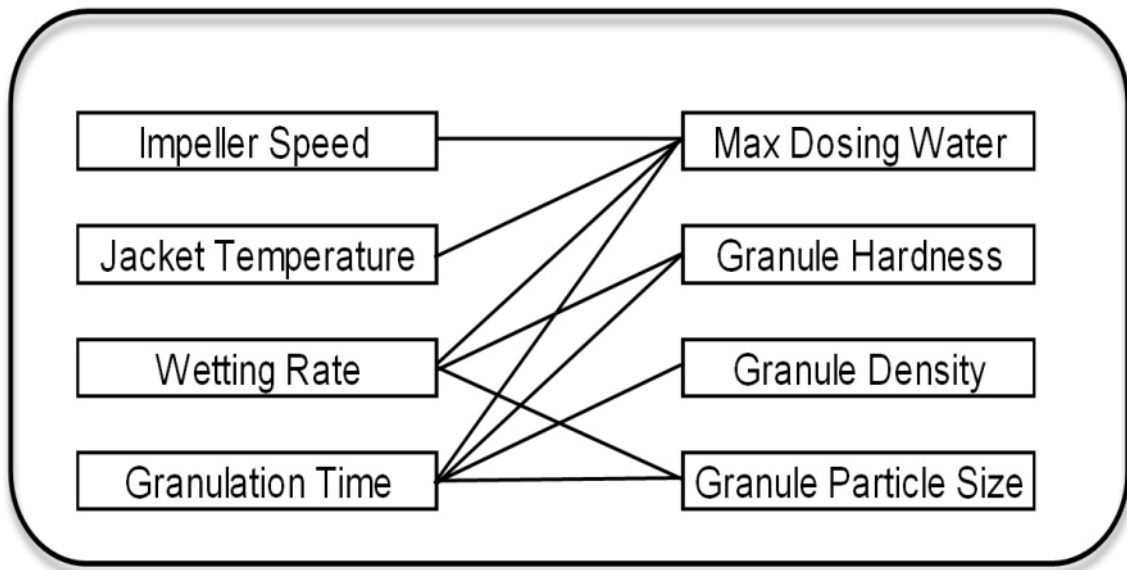 Impeller Speed
Max Dosing Water
Jacket Temperature
Granule Hardness
Wetting Rate
Granule Density
Granulation Time
Granule Particle Size